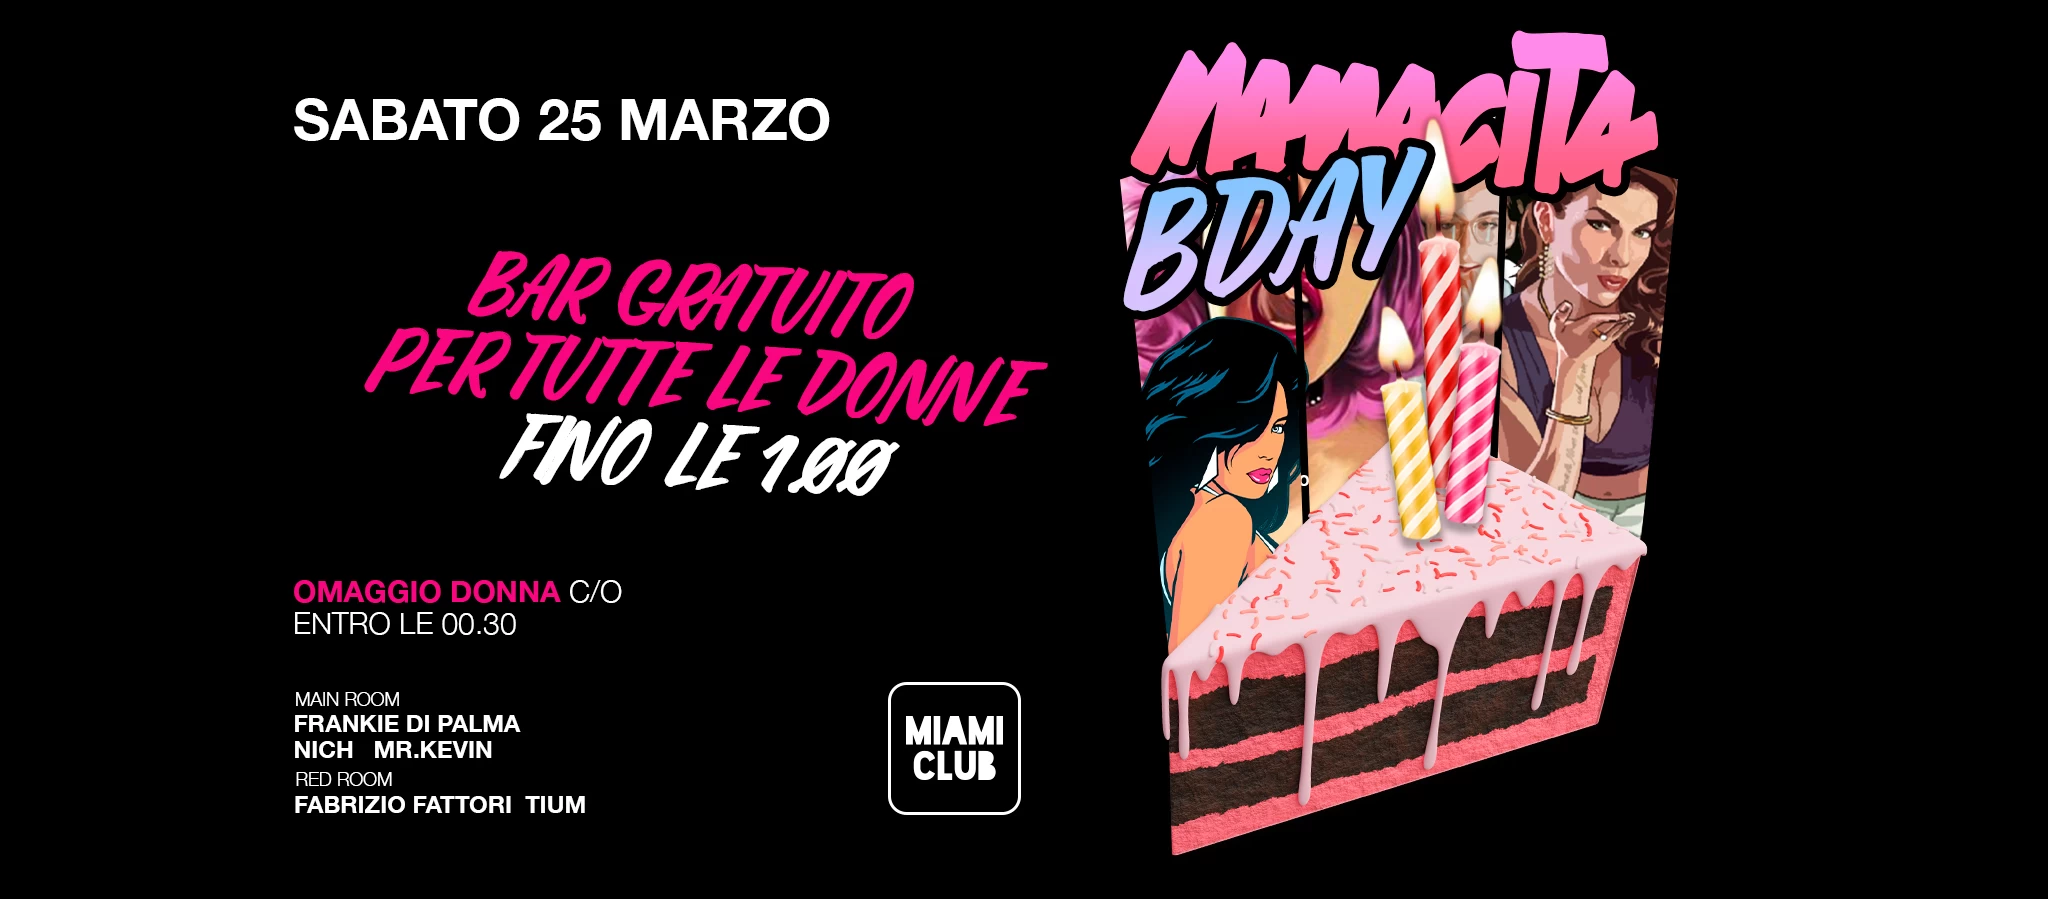 SABATO 25 MARZO
BAR GRATUITO
PER TUTTE LE DONNE
FINO LE 1.00
OMAGGIO DONNA C/O
ENTRO LE 00.30
MAIN ROOM
FRANKIE DI PALMA
NICH MR.KEVIN
RED ROOM
FABRIZIO FATTORI TIUM
MIAMI
CLUB
MAMACITA
BDAY